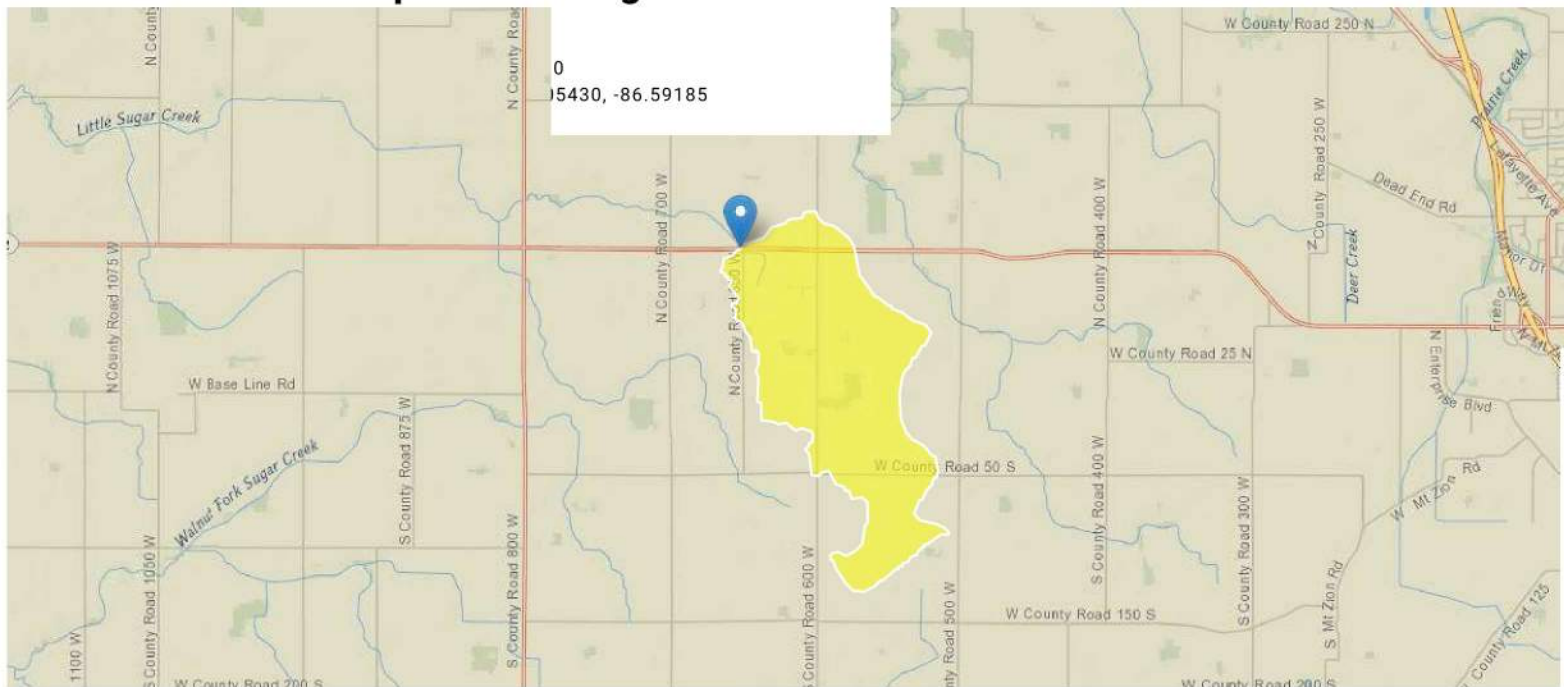 W County Road 250 N
N County
N County Road
0
05430, -86.59185
Prairie Creek
Little Sugar Creek
Lafayette Ave
N County Road 250 W
Dead End Rd
N County Road 700 W
N County Road 400 W
Manor Dr
Deer Creek
N County Road 1075 W
W County Road 25 N
N Enterprise Blvd
W Base Line Rd
S County Road 875 W
Walnut Fork Sugar Creek
W County Road 50 S
W Mt Zion Rd
S County Road 400 W
S County Road 300 W
S County Road 1050 W
S County Road 800 W
S County Road 600 W
S Mt Zion Rd
W County Road 150 S
County Road 125
1100 W
nty Road 500 W
S County
W County Road 200 S
W County Road 200 S